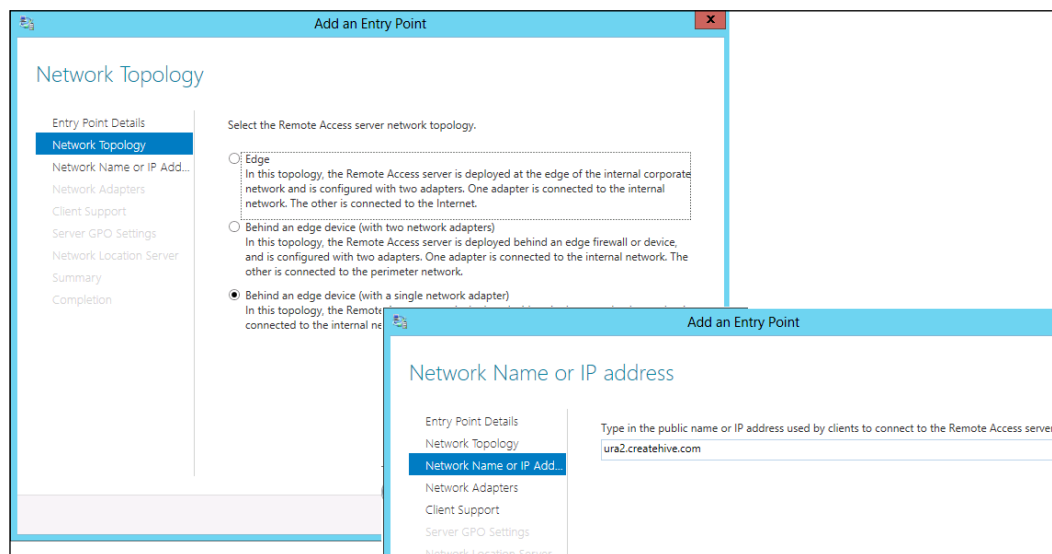 Add an Entry Point
x
Network Topology
Entry Point Details
Network Topology
Network Name or IP Add...
Network Adapters
Client Support
Server GPO Settings
Network Location Server
Summary
Completion
Select the Remote Access server network topology.
Edge
In this topology, the Remote Access server is deployed at the edge of the internal corporate
network and is configured with two adapters. One adapter is connected to the internal
network. The other is connected to the Internet.
Behind an edge device (with two network adapters)
In this topology, the Remote Access server is deployed behind an edge firewall or device,
and is configured with two adapters. One adapter is connected to the internal network. The
other is connected to the perimeter network.
Behind an edge device (with a single network adapter)
In this topology, the Remote
connected to the internal ne
Add an Entry Point
Network Name or IP address
Entry Point Details
Network Topology
Network Name or IP Add...
Network Adapters
Client Support
Server GPO Settings
Network Location Server
Type in the public name or IP address used by clients to connect to the Remote Access server
ura2.createhive.com